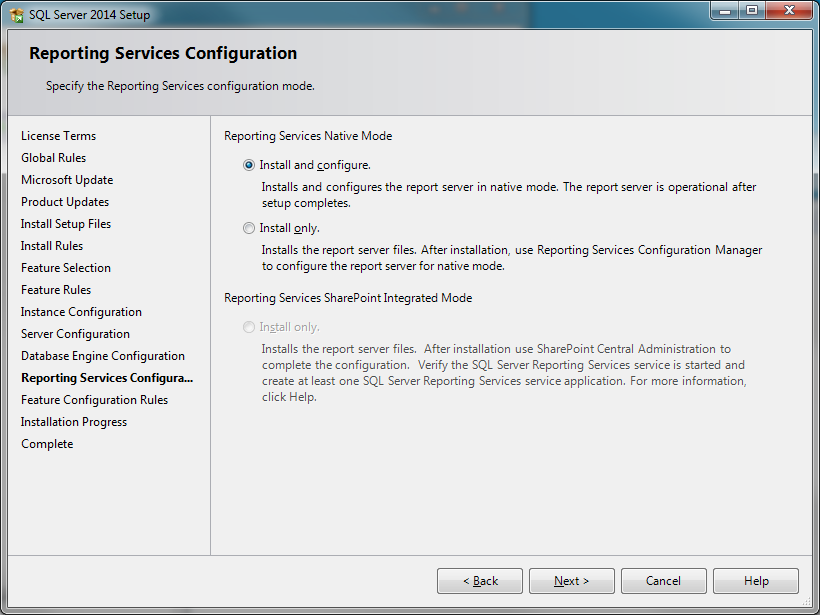 SQL Server 2014 Setup
Reporting Services Configuration
Specify the Reporting Services configuration mode.
License Terms
Global Rules
Microsoft Update
Product Updates
Install Setup Files
Install Rules
Feature Selection
Feature Rules
Instance Configuration
Server Configuration
Database Engine Configuration
Reporting Services Configura...
Feature Configuration Rules
Installation Progress
Complete
Reporting Services Native Mode
Install and configure.
Installs and configures the report server in native mode. The report server is operational after
setup completes.
Install only.
Installs the report server files. After installation, use Reporting Services Configuration Manager
to configure the report server for native mode.
Reporting Services SharePoint Integrated Mode
Install only.
Installs the report server files.  After installation use SharePoint Central Administration to
complete the configuration.  Verify the SQL Server Reporting Services service is started and
create at least one SQL Server Reporting Services service application. For more information,
click Help.
< Back
Next >
Cancel
Help